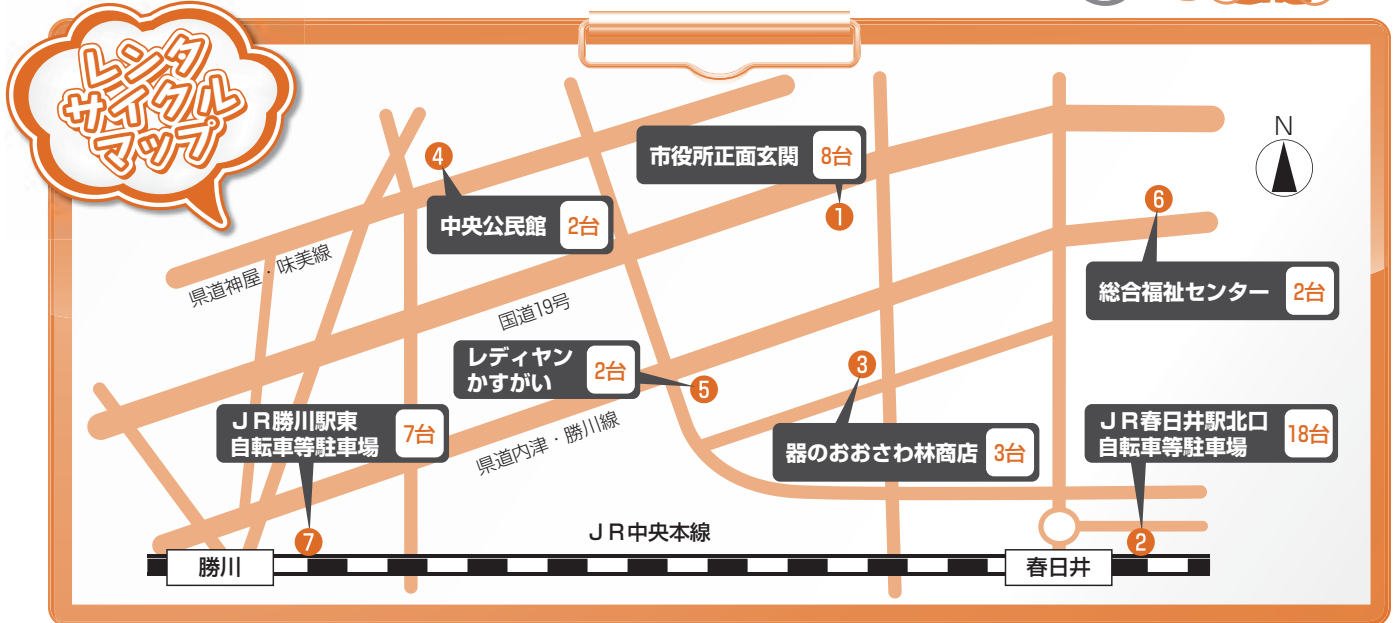 レンタ
サイクル
マップ
N
④
市役所正面玄関 8台
①
⑥
中央公民館 2台
県道神屋・味美線
総合福祉センター 2台
国道19号
レディヤン
かすがい 2台
⑤
③
JR勝川駅東
自転車等駐車場 7台
県道内津・勝川線
器のおおさわ林商店 3台
JR春日井駅北口
自転車等駐車場 18台
⑦
JR中央本線
②
勝川
春日井